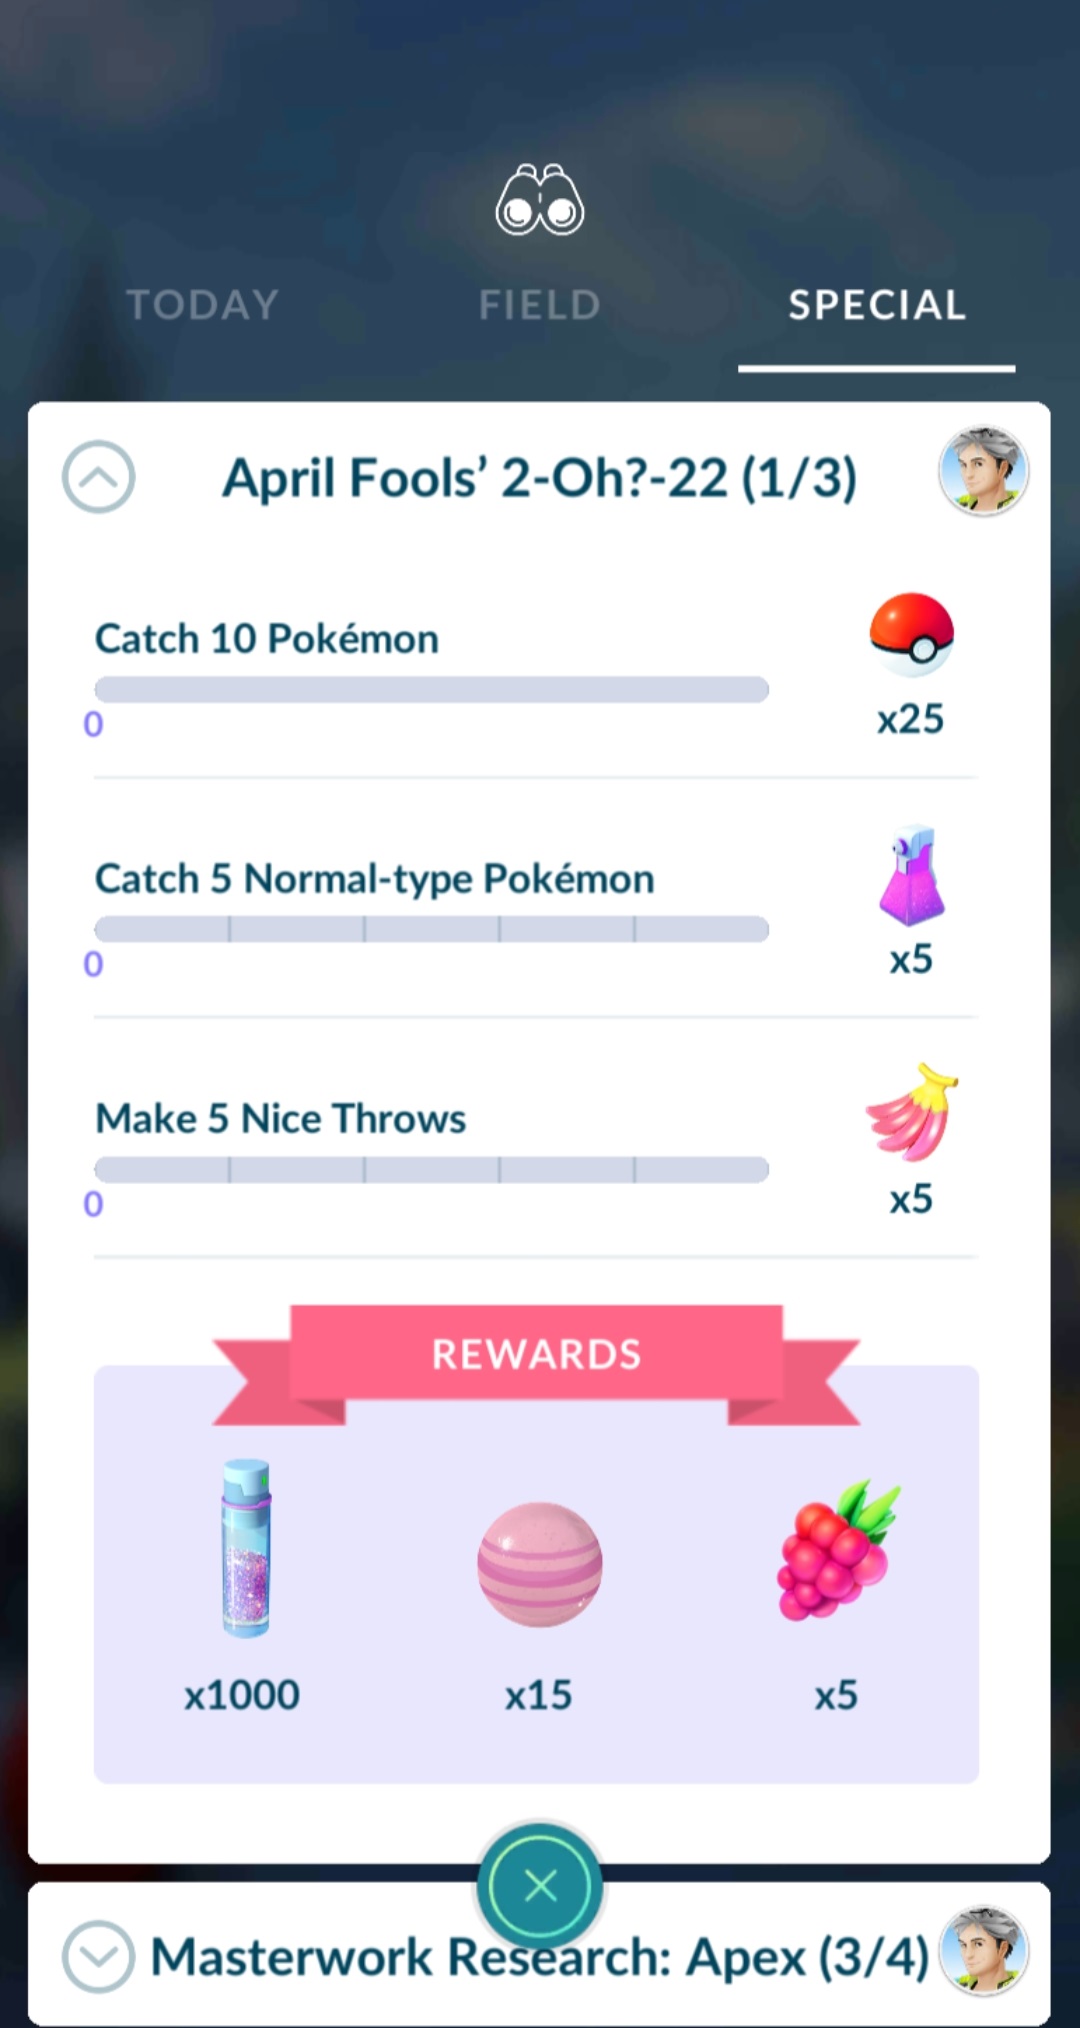 TODAY
FIELD
SPECIAL
April Fools’ 2-Oh?-22 (1/3)
Catch 10 Pokémon
0
x25
Catch 5 Normal-type Pokémon
0
x5
Make 5 Nice Throws
0
x5
REWARDS
x1000
x15
x5
Masterwork Research: Apex (3/4)